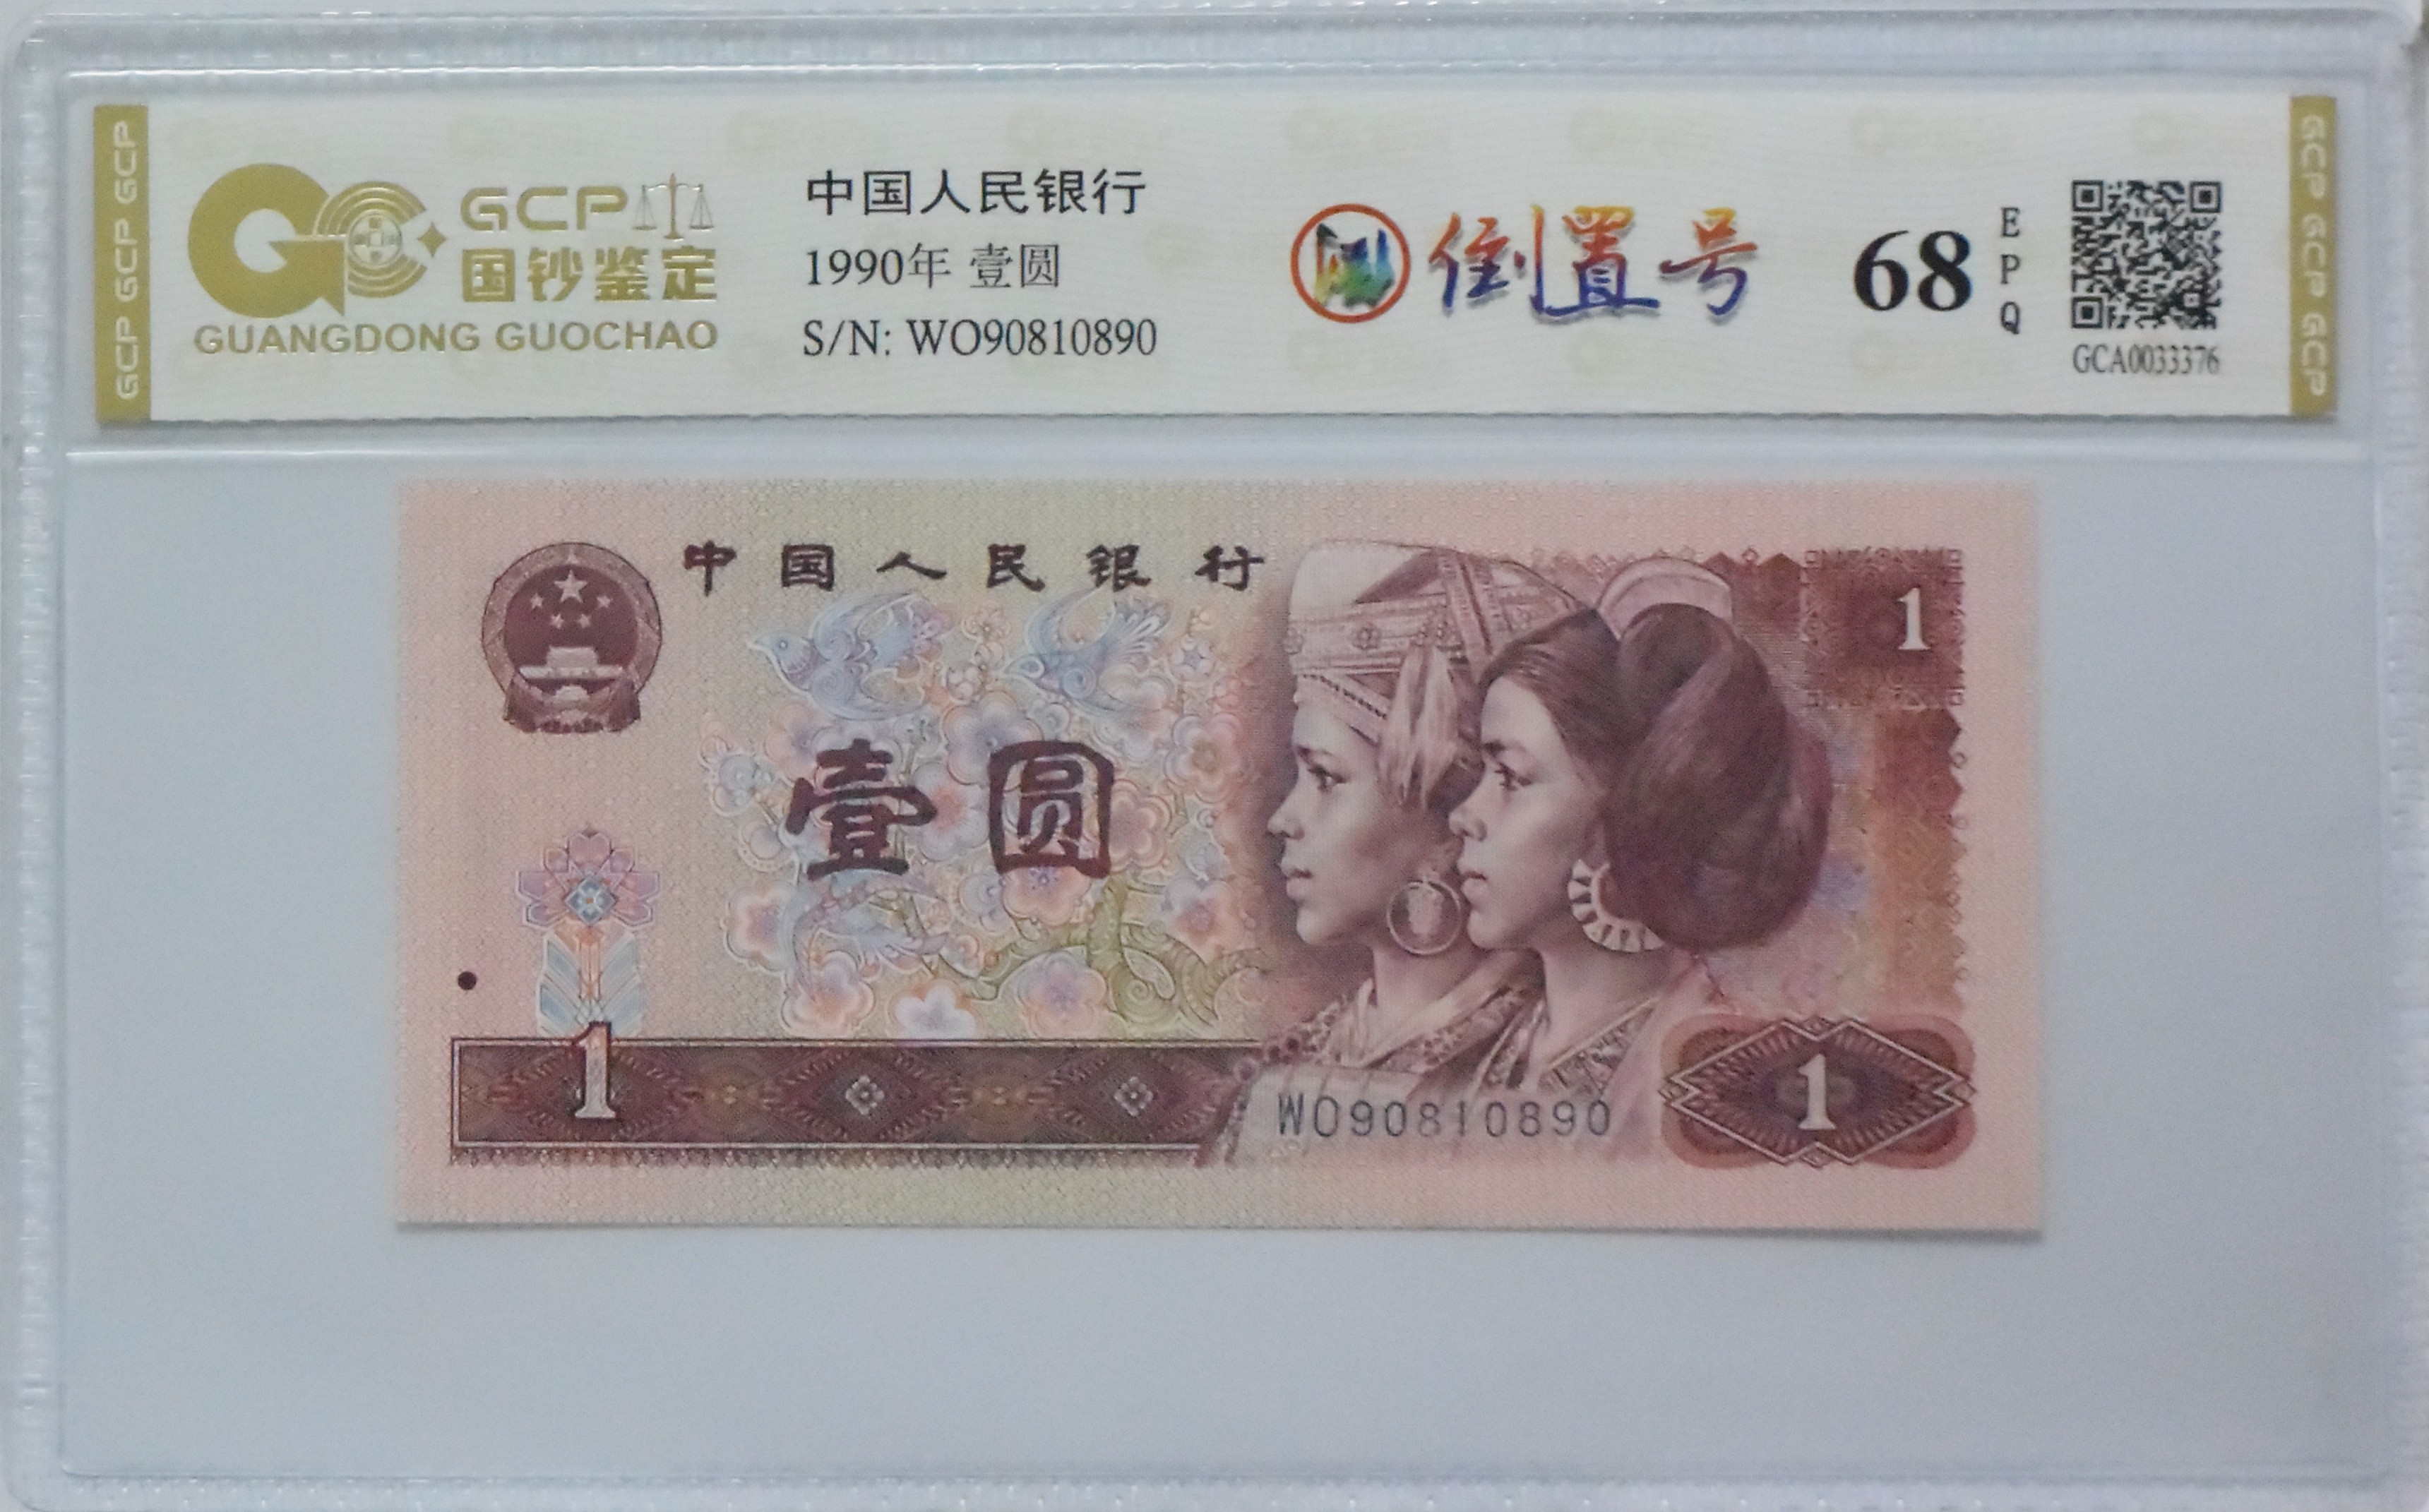 GCP GCP GCP
GCP
国钞鉴定
GUANGDONG GUOCHAO
中国人民银行
1990年 壹圆
S/N: WO90810890
倒置号
68
EPQ
GCA0033376
GCP GCP GCP
中国人民银行
1
壹圆
1
WO90810890
1